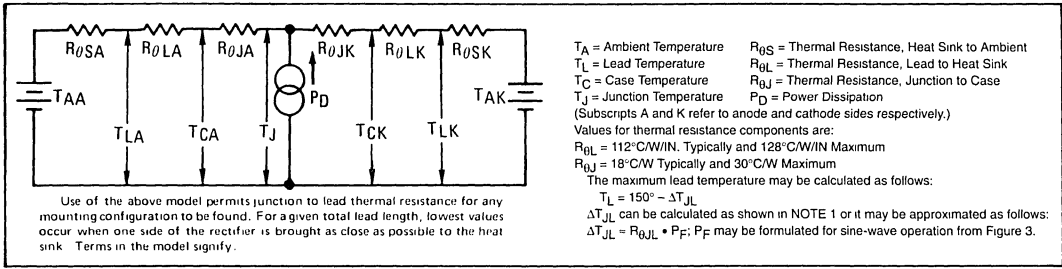 RθSA RθLA RθJA RθJK RθLK RθSK
TAA PD TAK
TLA TCA TJ TCK TLK
Use of the above model permits junction to lead thermal resistance for any
mounting configuration to be found. For a given total lead length, lowest values
occur when one side of the rectifier is brought as close as possible to the heat
sink Terms in the model signify.
TA = Ambient Temperature RθS = Thermal Resistance, Heat Sink to Ambient
TL = Lead Temperature RθL = Thermal Resistance, Lead to Heat Sink
TC = Case Temperature RθJ = Thermal Resistance, Junction to Case
TJ = Junction Temperature PD = Power Dissipation
(Subscripts A and K refer to anode and cathode sides respectively.)
Values for thermal resistance components are:
RθL = 112°C/W/IN. Typically and 128°C/W/IN Maximum
RθJ = 18°C/W Typically and 30°C/W Maximum
The maximum lead temperature may be calculated as follows:
TL = 150° – ΔTJL
ΔTJL can be calculated as shown in NOTE 1 or it may be approximated as follows:
ΔTJL ≈ RθJL • PF; PF may be formulated for sine-wave operation from Figure 3.